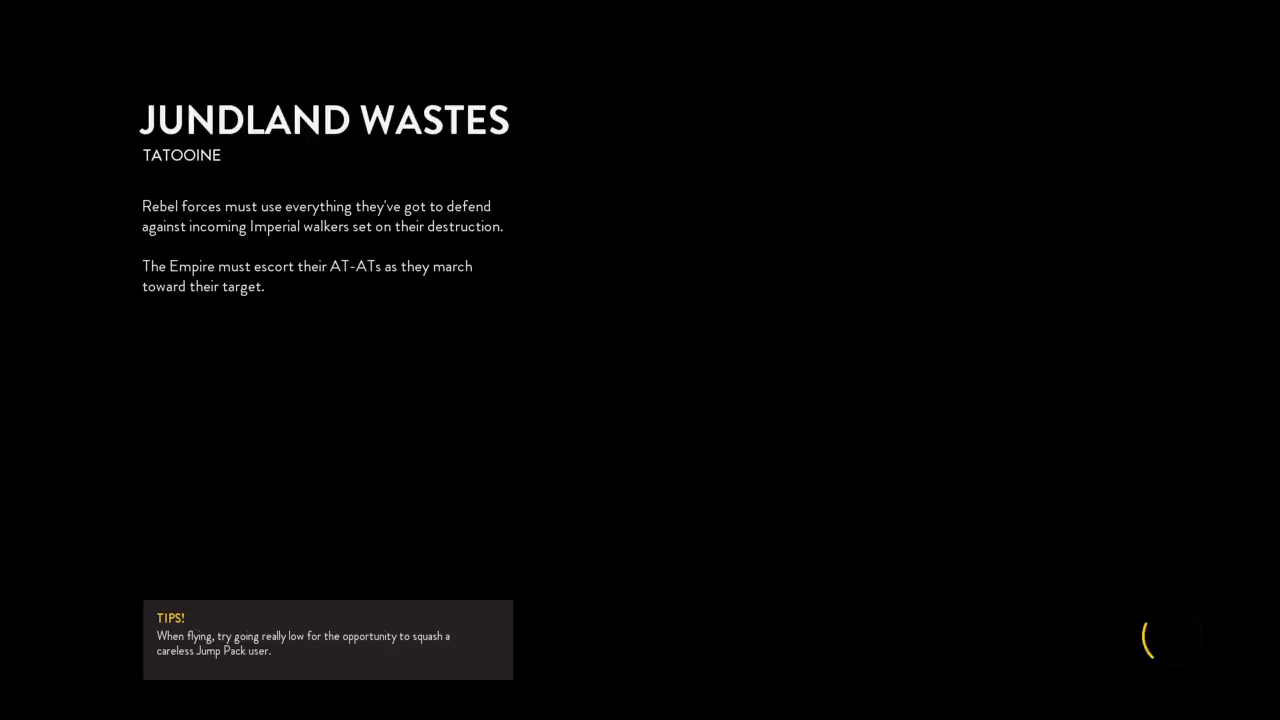 JUNDLAND WASTES
TATOOINE
Rebel forces must use everything they've got to defend
against incoming Imperial walkers set on their destruction.
The Empire must escort their AT-ATs as they march
toward their target.
TIPS!
When flying, try going really low for the opportunity to squash a
careless Jump Pack user.